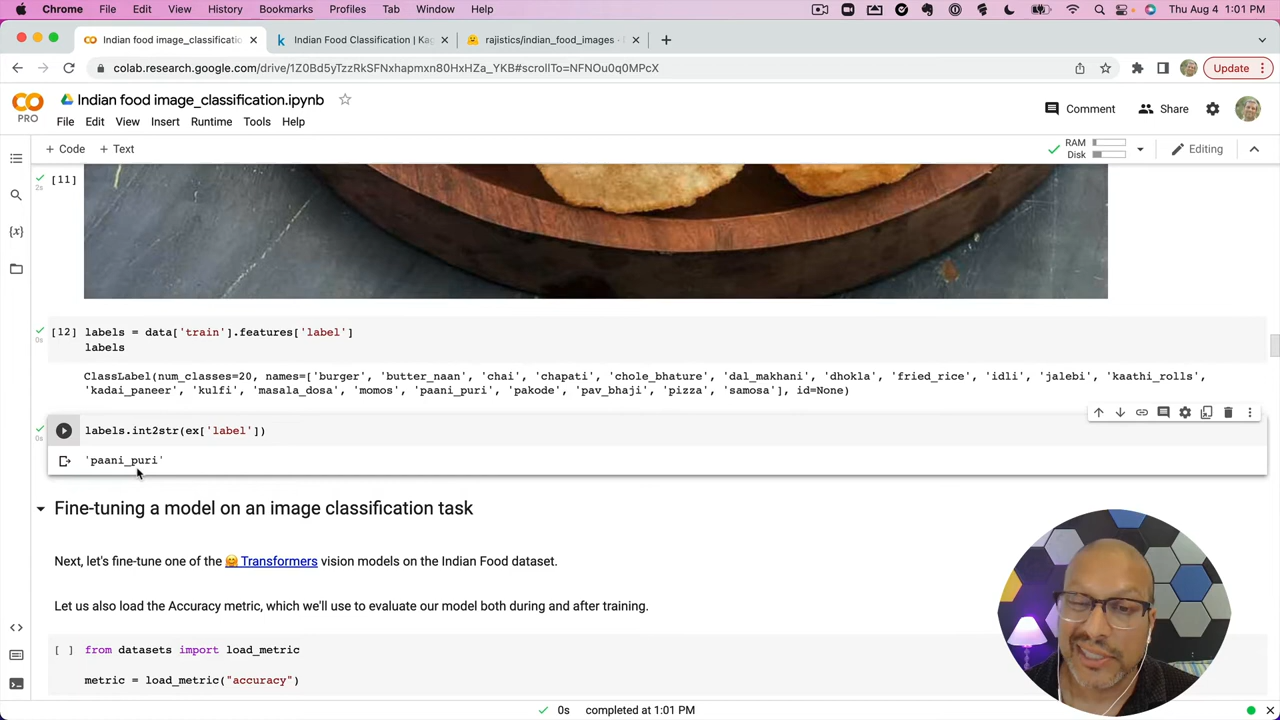 Chrome File Edit View History Bookmarks Profiles Tab Window Help Thu Aug 4 1:01 PM
Indian food image_classificatio Indian Food Classification | Kag rajistics/indian_food_images ·
colab.research.google.com/drive/1Z0Bd5yTzzRkSFNxhapmxn80HxHZa_YKB#scrollTo=NFNOu0q0MPcX Update
CO PRO
Indian food image_classification.ipynb
File Edit View Insert Runtime Tools Help
Comment Share
+ Code + Text RAM Disk Editing
[11]
2s
[12] labels = data['train'].features['label']
0s
labels
ClassLabel(num_classes=20, names=['burger', 'butter_naan', 'chai', 'chapati', 'chole_bhature', 'dal_makhani', 'dhokla', 'fried_rice', 'idli', 'jalebi', 'kaathi_rolls',
'kadai_paneer', 'kulfi', 'masala_dosa', 'momos', 'paani_puri', 'pakode', 'pav_bhaji', 'pizza', 'samosa'], id=None)
labels.int2str(ex['label'])
0s
'paani_puri'
Fine-tuning a model on an image classification task
Next, let's fine-tune one of the 🤗 Transformers vision models on the Indian Food dataset.
Let us also load the Accuracy metric, which we'll use to evaluate our model both during and after training.
[ ] from datasets import load_metric
metric = load_metric("accuracy")
0s completed at 1:01 PM